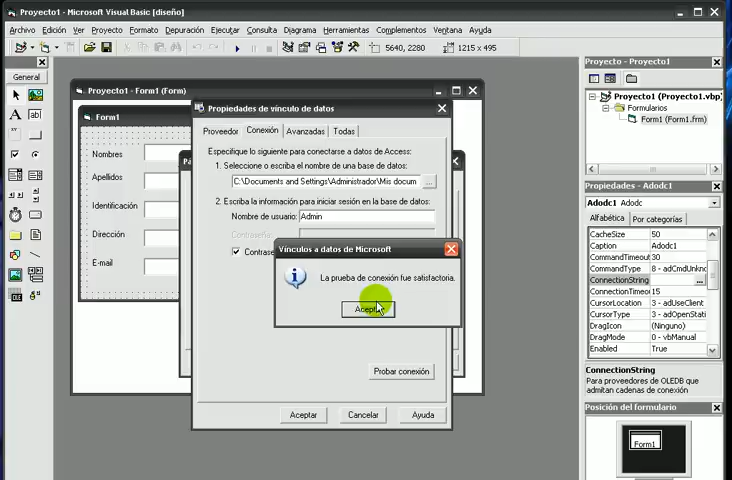 Proyecto1 - Microsoft Visual Basic [diseño]
Archivo Edición Ver Proyecto Formato Depuración Ejecutar Consulta Diagrama Herramientas Complementos Ventana Ayuda
5640, 2280
1215 x 495
General
A
ab|
Proyecto1 - Form1 (Form)
Form1
Nombres
Apellidos
Identificación
Dirección
E-mail
Propiedades de vínculo de datos
Proveedor Conexión Avanzadas Todas
Especifique lo siguiente para conectarse a datos de Access:
1. Seleccione o escriba el nombre de una base de datos:
C:\Documents and Settings\Administrador\Mis docum
...
2. Escriba la información para iniciar sesión en la base de datos:
Nombre de usuario: Admin
Contraseña:
Vínculos a datos de Microsoft
La prueba de conexión fue satisfactoria.
Probar conexión
Aceptar Cancelar Ayuda
Proyecto - Proyecto1
Proyecto1 (Proyecto1.vbp)
Formularios
Form1 (Form1.frm)
Propiedades - Adodc1
Adodc1 Adodc
Alfabética Por categorías
CacheSize 50
Caption Adodc1
CommandTimeou 30
CommandType 8 - adCmdUnkno
ConnectionString ...
ConnectionTimeo 15
CursorLocation 3 - adUseClient
CursorType 3 - adOpenStati
DragIcon (Ninguno)
DragMode 0 - vbManual
Enabled True
ConnectionString
Para proveedores de OLEDB que
admitan cadenas de conexión
Posición del formulario
Form1